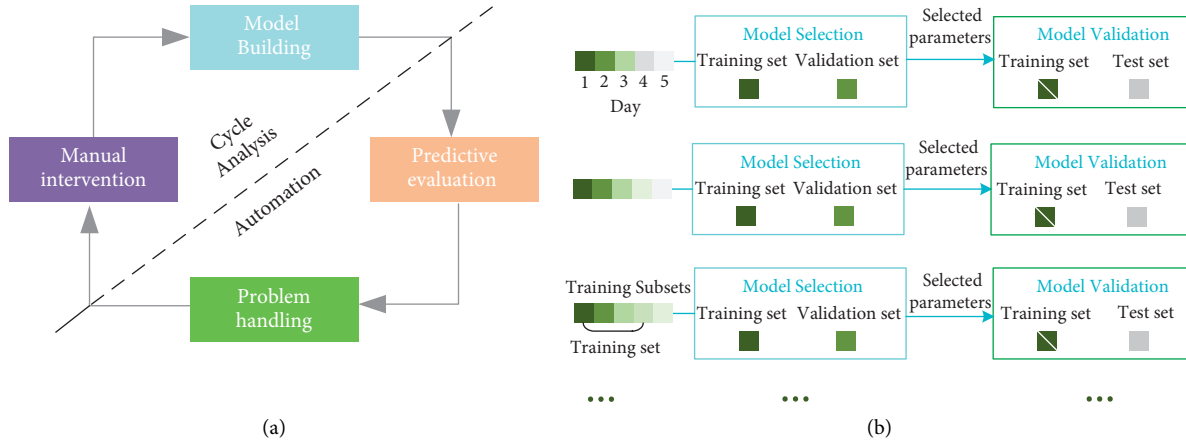 Model
Building
Manual
intervention
Cycle
Analysis
Automation
Predictive
evaluation
Problem
handling
(a)
1 2 3 4 5
Day
Model Selection
Training set Validation set
Selected
parameters
Model Validation
Training set Test set
Model Selection
Training set Validation set
Selected
parameters
Model Validation
Training set Test set
Training Subsets
Training set
Model Selection
Training set Validation set
Selected
parameters
Model Validation
Training set Test set
... ... ...
(b)